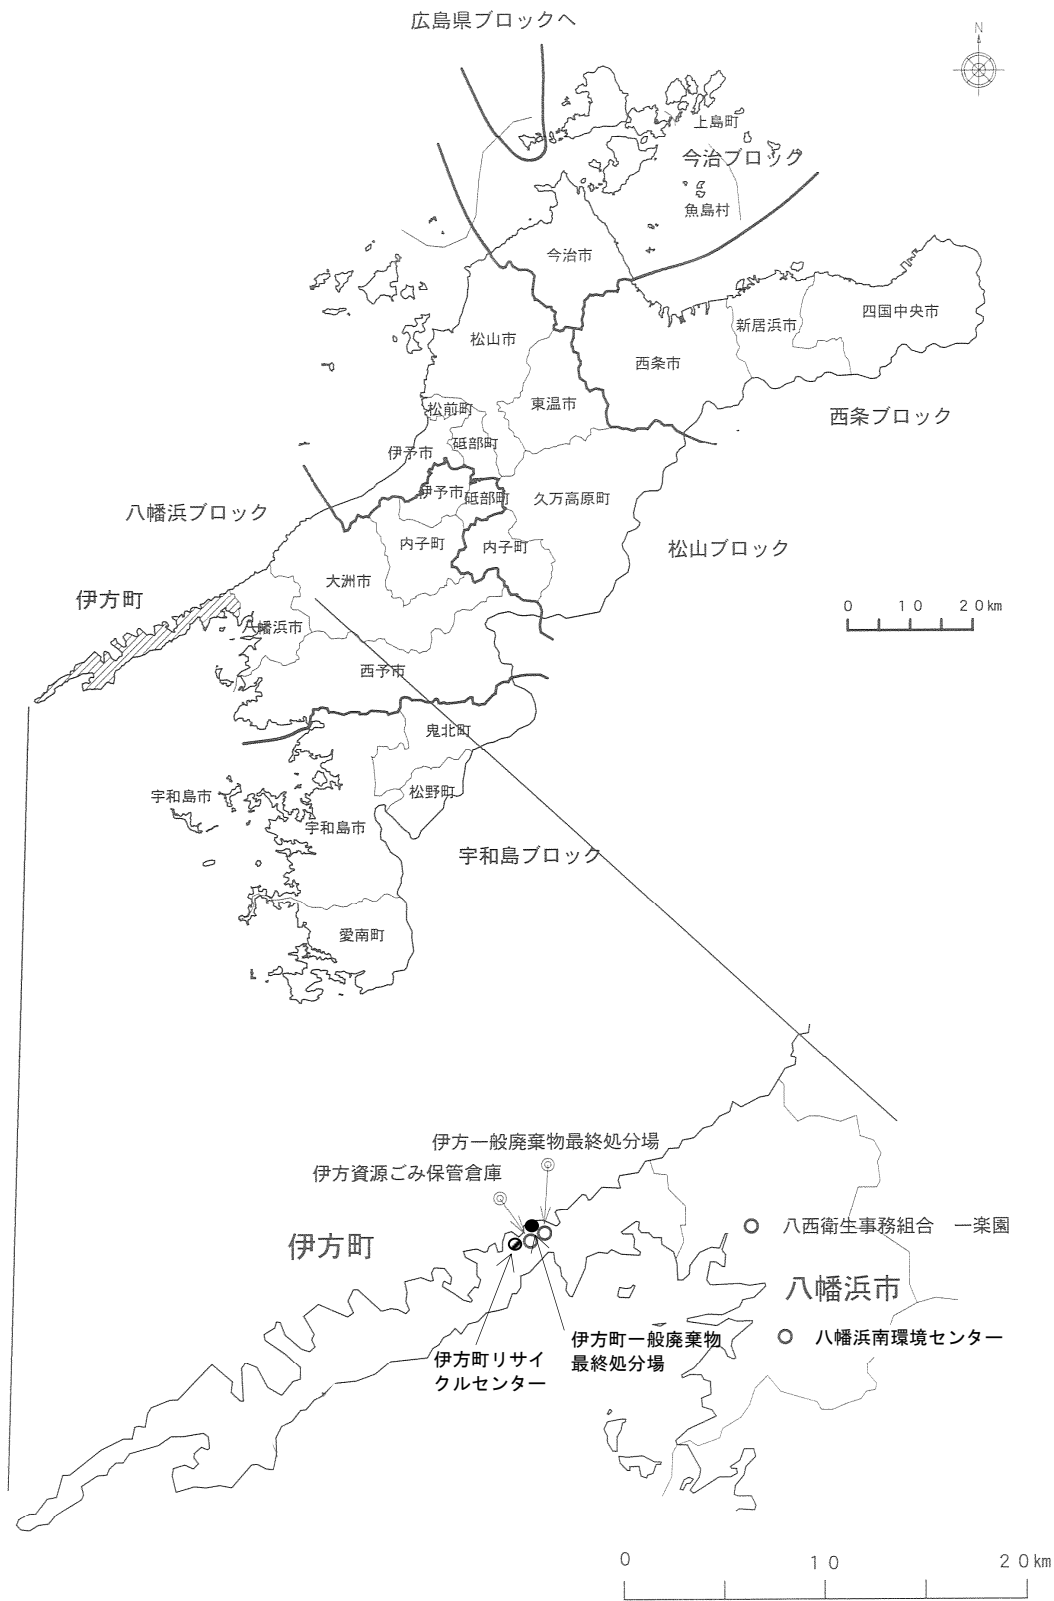 広島県ブロックへ
N
上島町
今治ブロック
魚島村
今治市
四国中央市
新居浜市
松山市
西条市
東温市
松前町
西条ブロック
砥部町
伊予市
伊予市
砥部町
久万高原町
八幡浜ブロック
内子町
内子町
松山ブロック
大洲市
伊方町
0 10 20km
八幡浜市
西予市
鬼北町
松野町
宇和島市
宇和島市
宇和島ブロック
愛南町
伊方一般廃棄物最終処分場
伊方資源ごみ保管倉庫
八西衛生事務組合 一楽園
伊方町
八幡浜市
八幡浜南環境センター
伊方町一般廃棄物
最終処分場
伊方町リサイ
クルセンター
0 10 20km